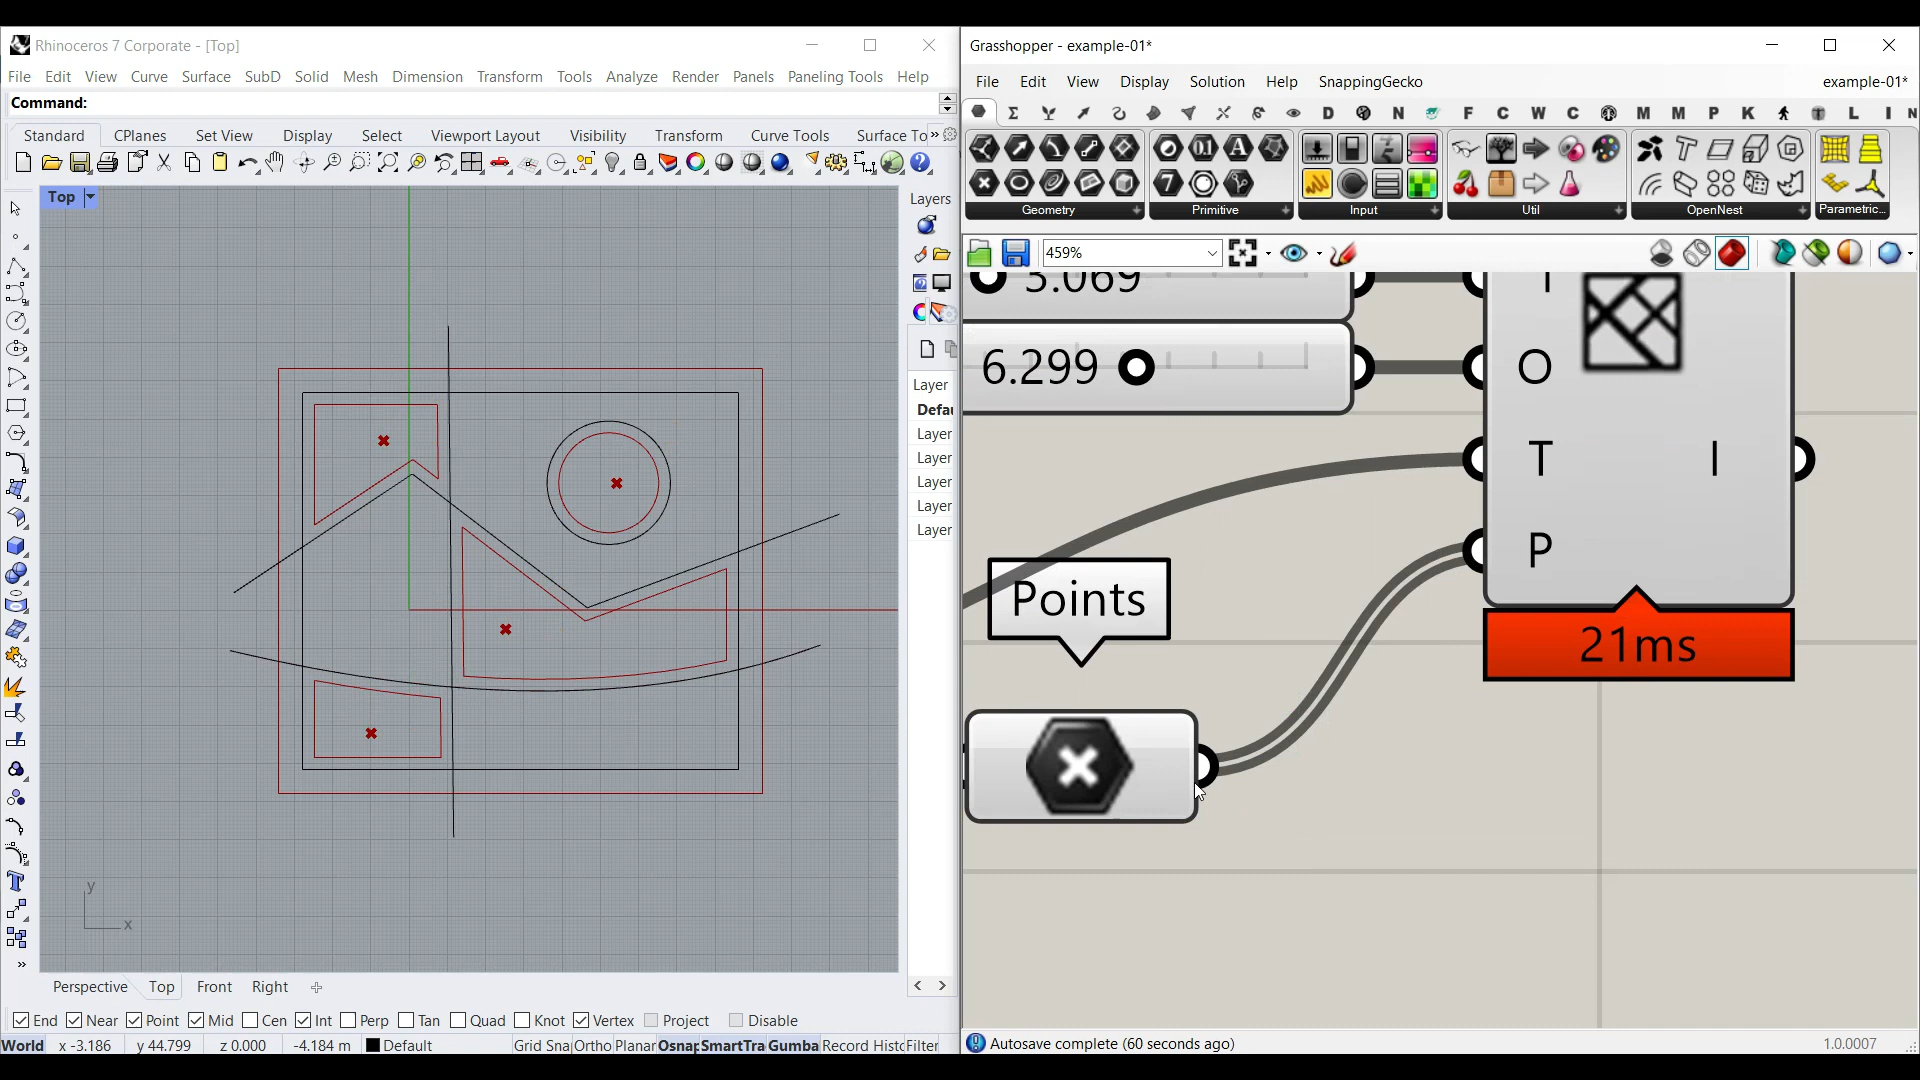 Rhinoceros 7 Corporate - [Top]
File Edit View Curve Surface SubD Solid Mesh Dimension Transform Tools Analyze Render Panels Paneling Tools Help
Command:
Standard CPlanes Set View Display Select Viewport Layout Visibility Transform Curve Tools Surface To »
Top
Layers
Layer
Defau
Layer
Layer
Layer
Layer
Layer
y
x
»
Perspective Top Front Right
End Near Point Mid Cen Int Perp Tan Quad Knot Vertex Project Disable
World x -3.186 y 44.799 z 0.000 -4.184 m Default Grid Sna Ortho Planar Osnap SmartTra Gumba Record Histo Filter
Grasshopper - example-01*
File Edit View Display Solution Help SnappingGecko example-01*
D N F C W C M M P K L I N
Geometry Primitive Input Util OpenNest Parametric...
459%
5.069
I
6.299
O
T I
P
Points
21ms
Autosave complete (60 seconds ago) 1.0.0007